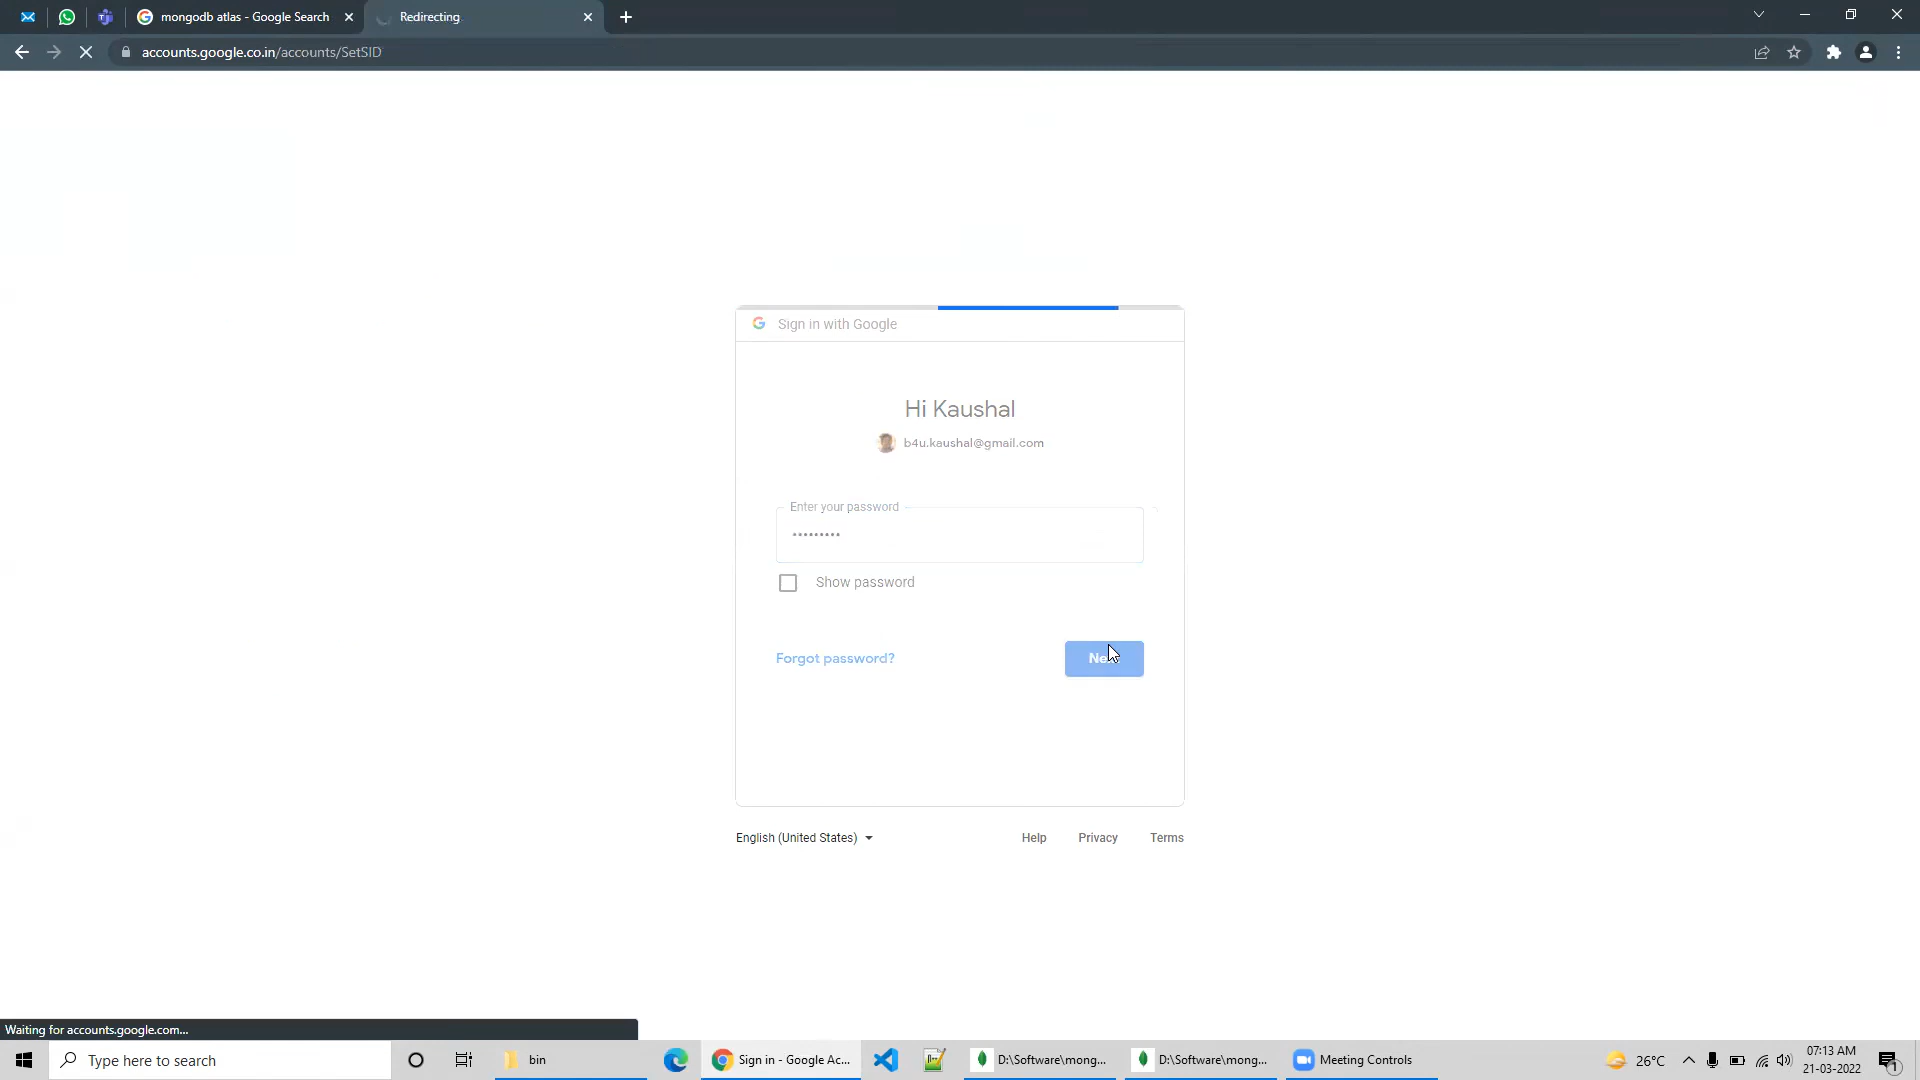 mongodb atlas - Google Search
Redirecting
accounts.google.co.in/accounts/SetSID
Sign in with Google
Hi Kaushal
b4u.kaushal@gmail.com
Enter your password
Show password
Forgot password?
English (United States)
Help
Privacy
Terms
Waiting for accounts.google.com...
Type here to search
bin
Sign in - Google Ac...
D:\Software\mong...
D:\Software\mong...
Meeting Controls
26°C
07:13 AM
21-03-2022
1